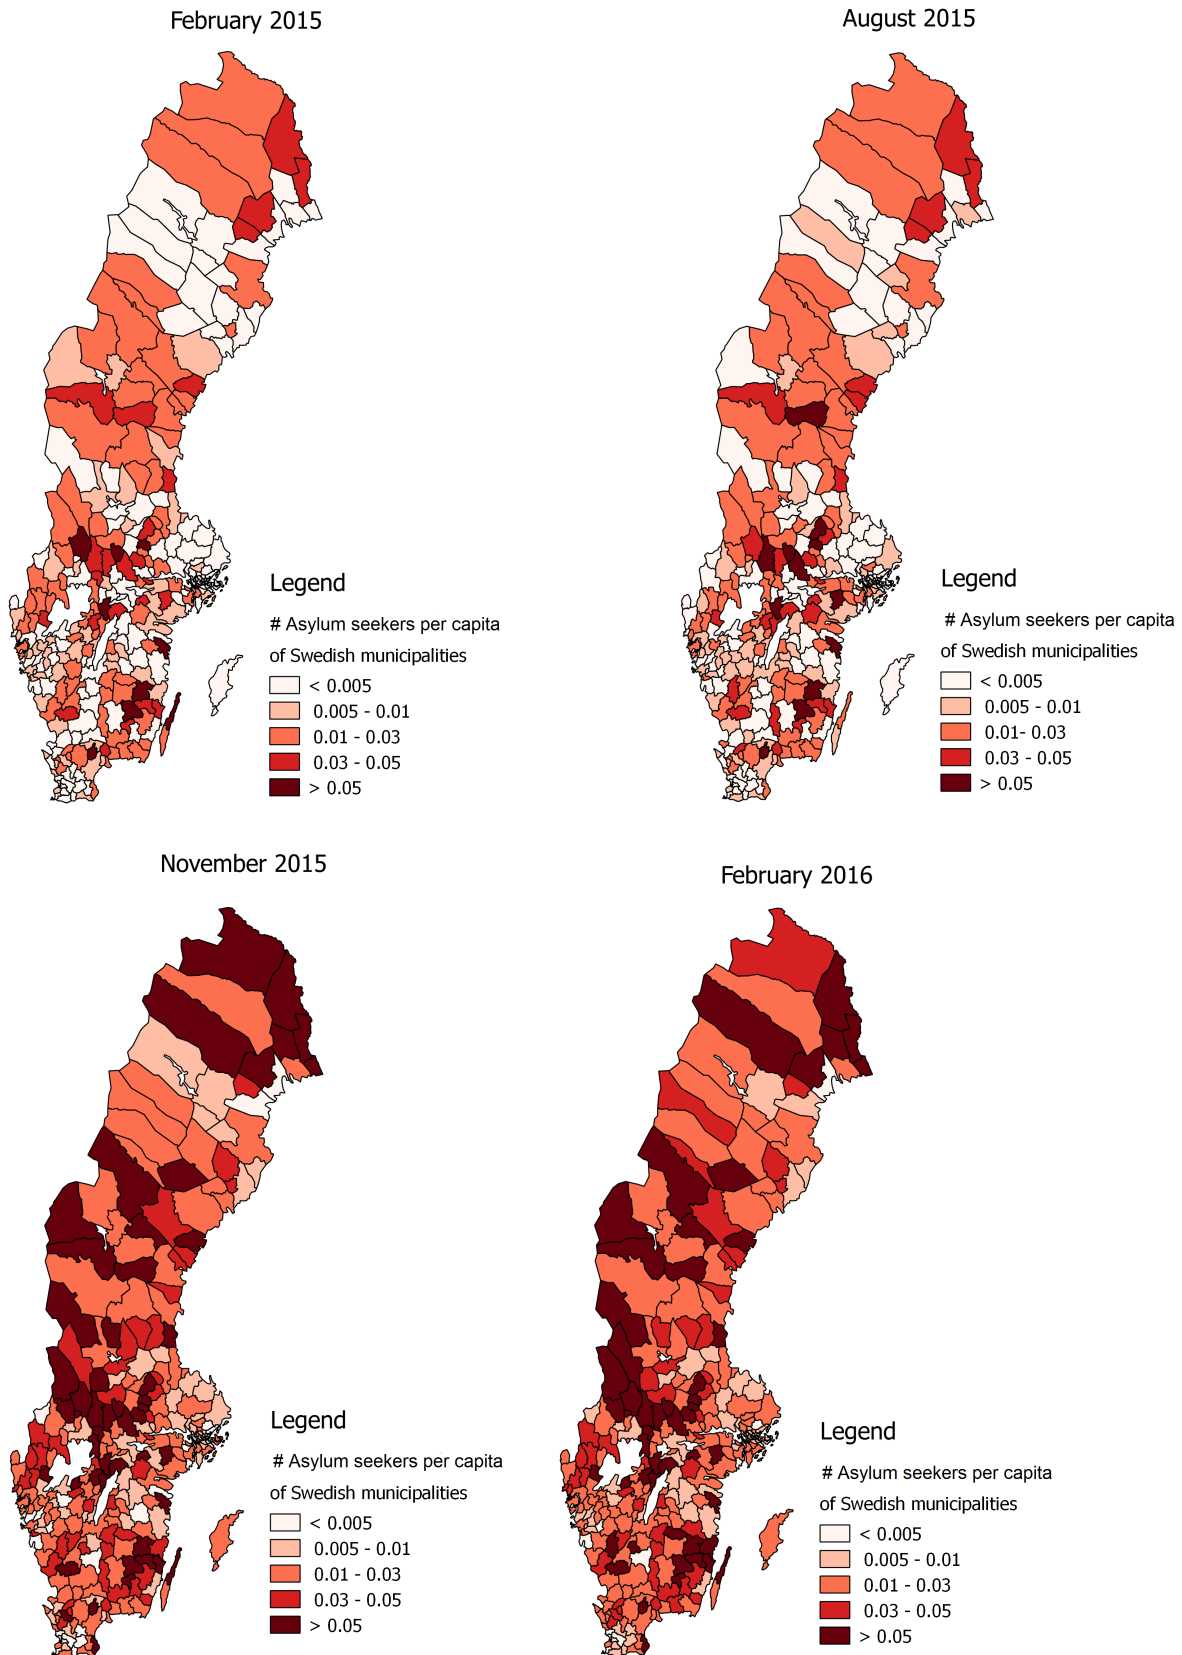 February 2015
August 2015
Legend
# Asylum seekers per capita
of Swedish municipalities
< 0.005
0.005 - 0.01
0.01 - 0.03
0.03 - 0.05
> 0.05
Legend
# Asylum seekers per capita
of Swedish municipalities
< 0.005
0.005 - 0.01
0.01- 0.03
0.03 - 0.05
> 0.05
November 2015
February 2016
Legend
# Asylum seekers per capita
of Swedish municipalities
< 0.005
0.005 - 0.01
0.01 - 0.03
0.03 - 0.05
> 0.05
Legend
# Asylum seekers per capita
of Swedish municipalities
< 0.005
0.005 - 0.01
0.01 - 0.03
0.03 - 0.05
> 0.05